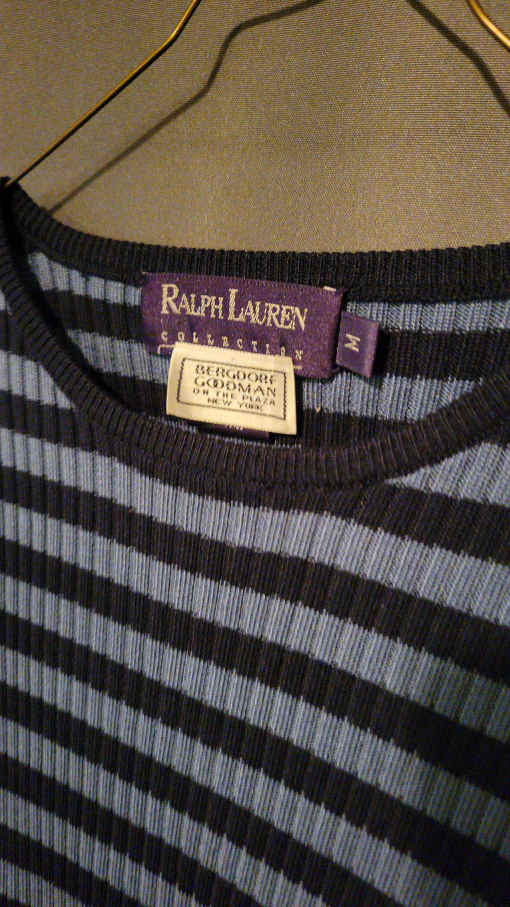 RALPH LAUREN
COLLECTION
M
BERGDORF
GOODMAN
ON THE PLAZA
NEW YORK